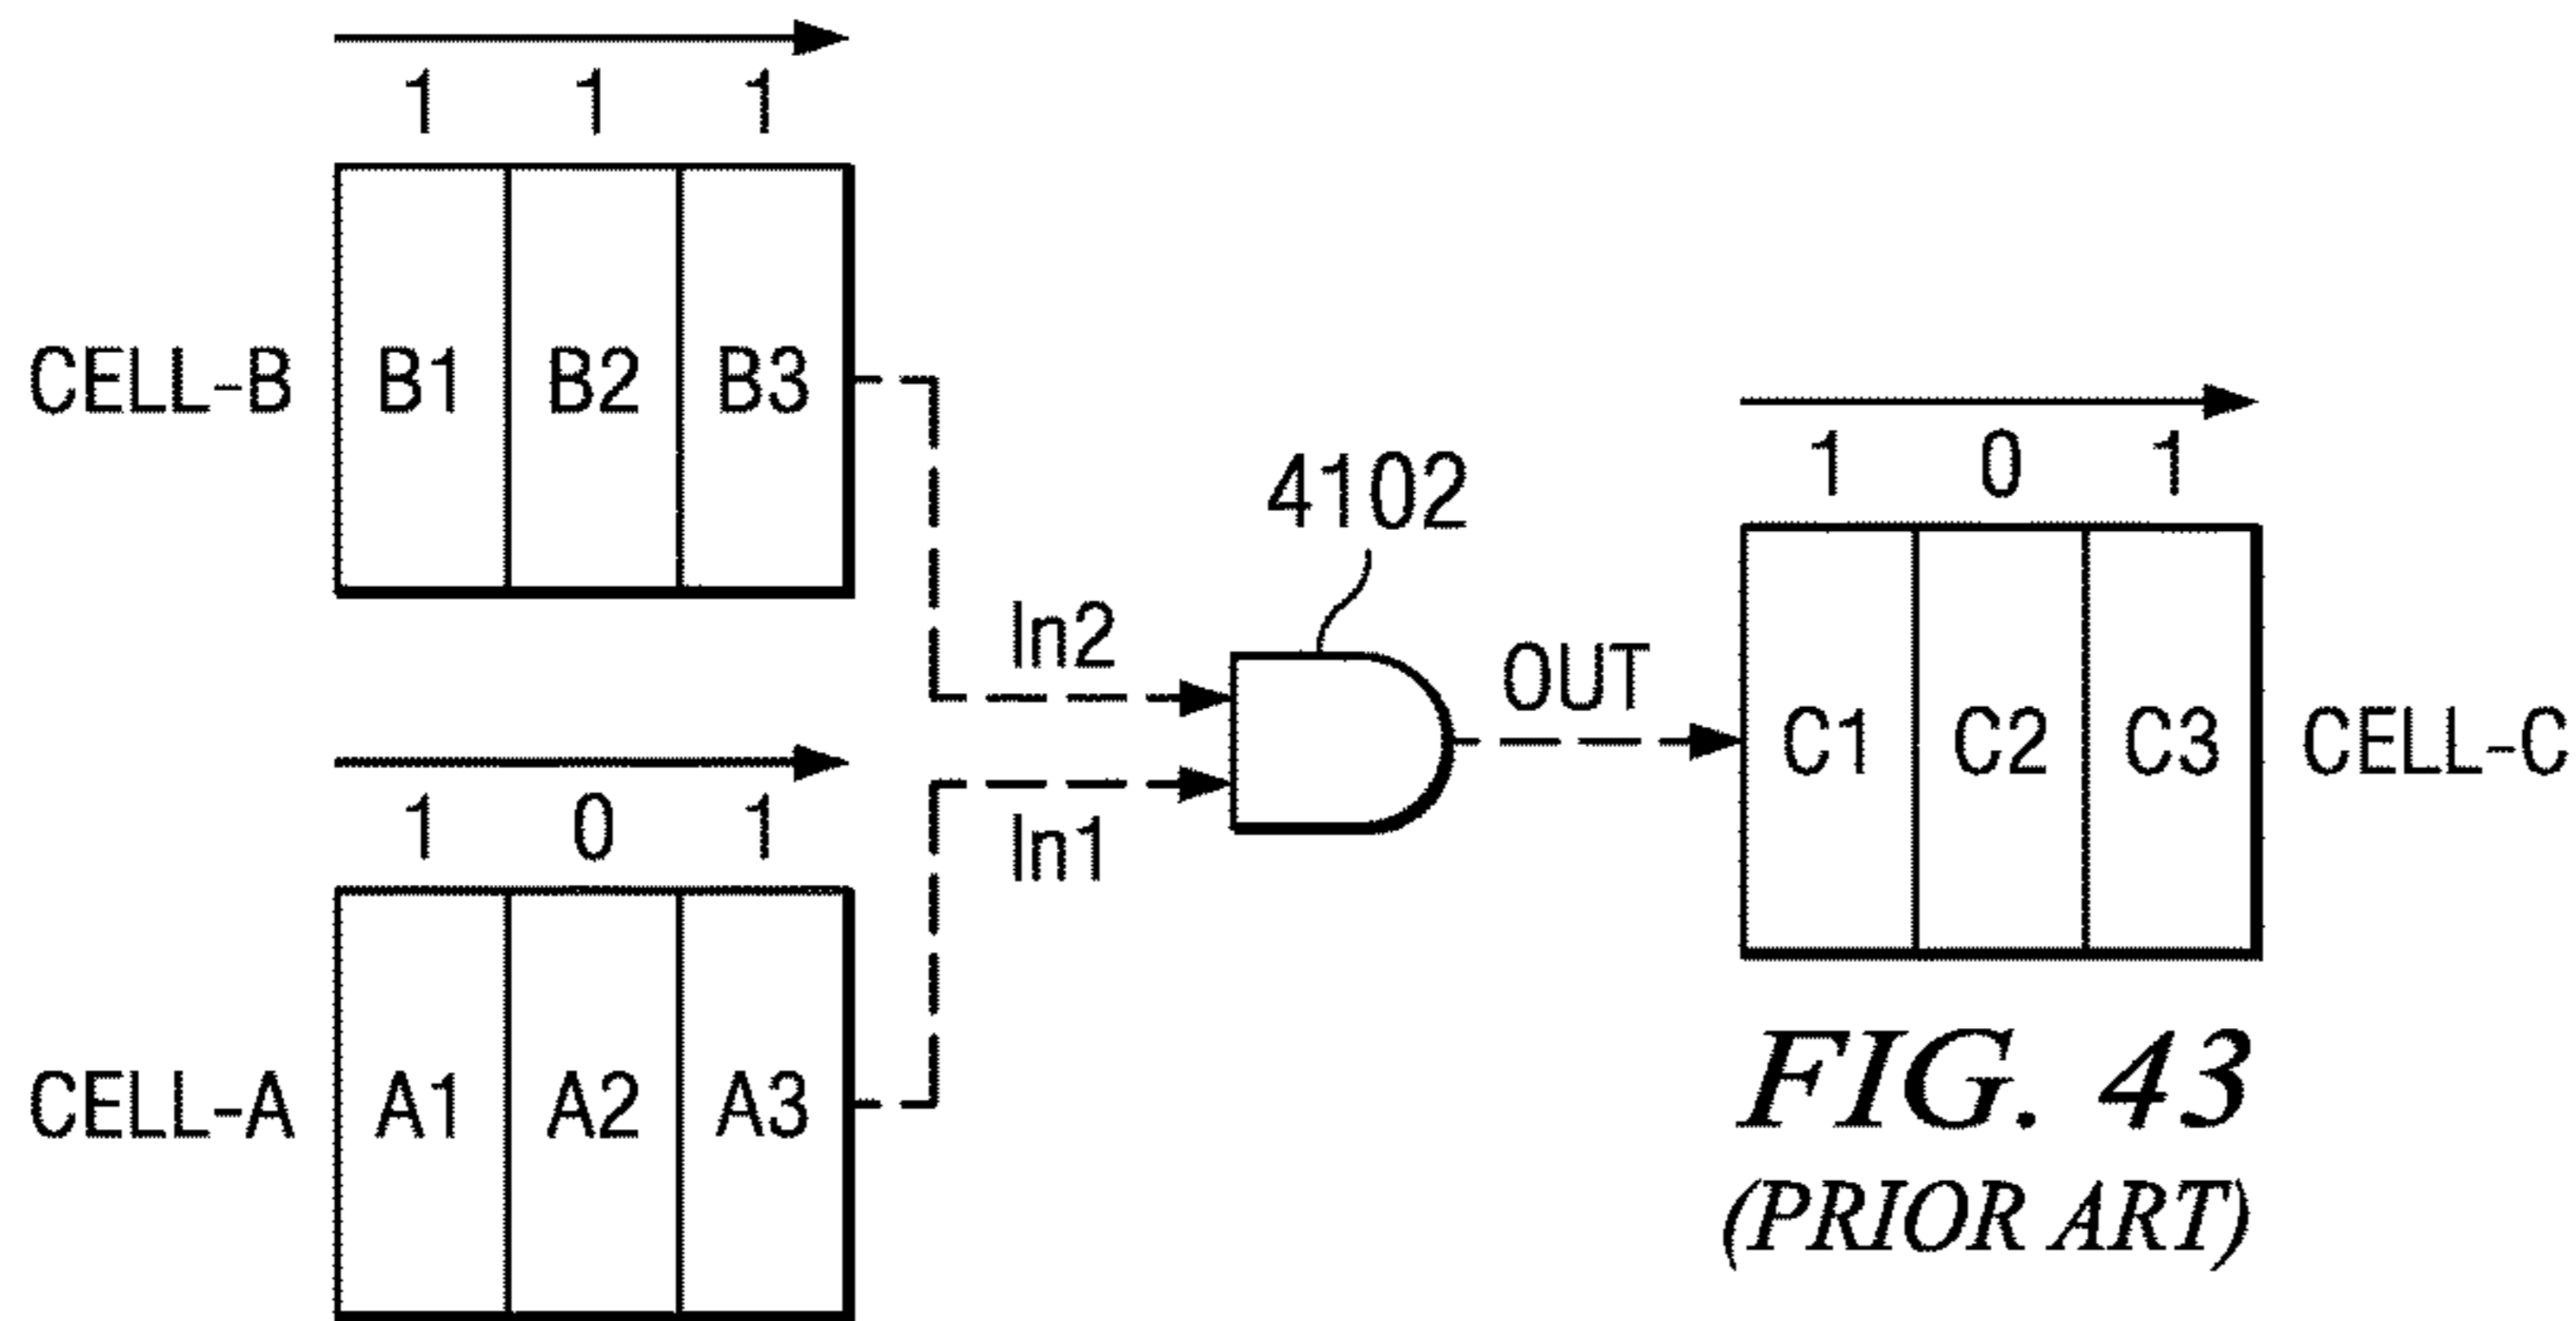 1 1 1
CELL-B B1 B2 B3
In2
4102
OUT
1 0 1
C1 C2 C3 CELL-C
1 0 1
In1
CELL-A A1 A2 A3
FIG. 43
(PRIOR ART)